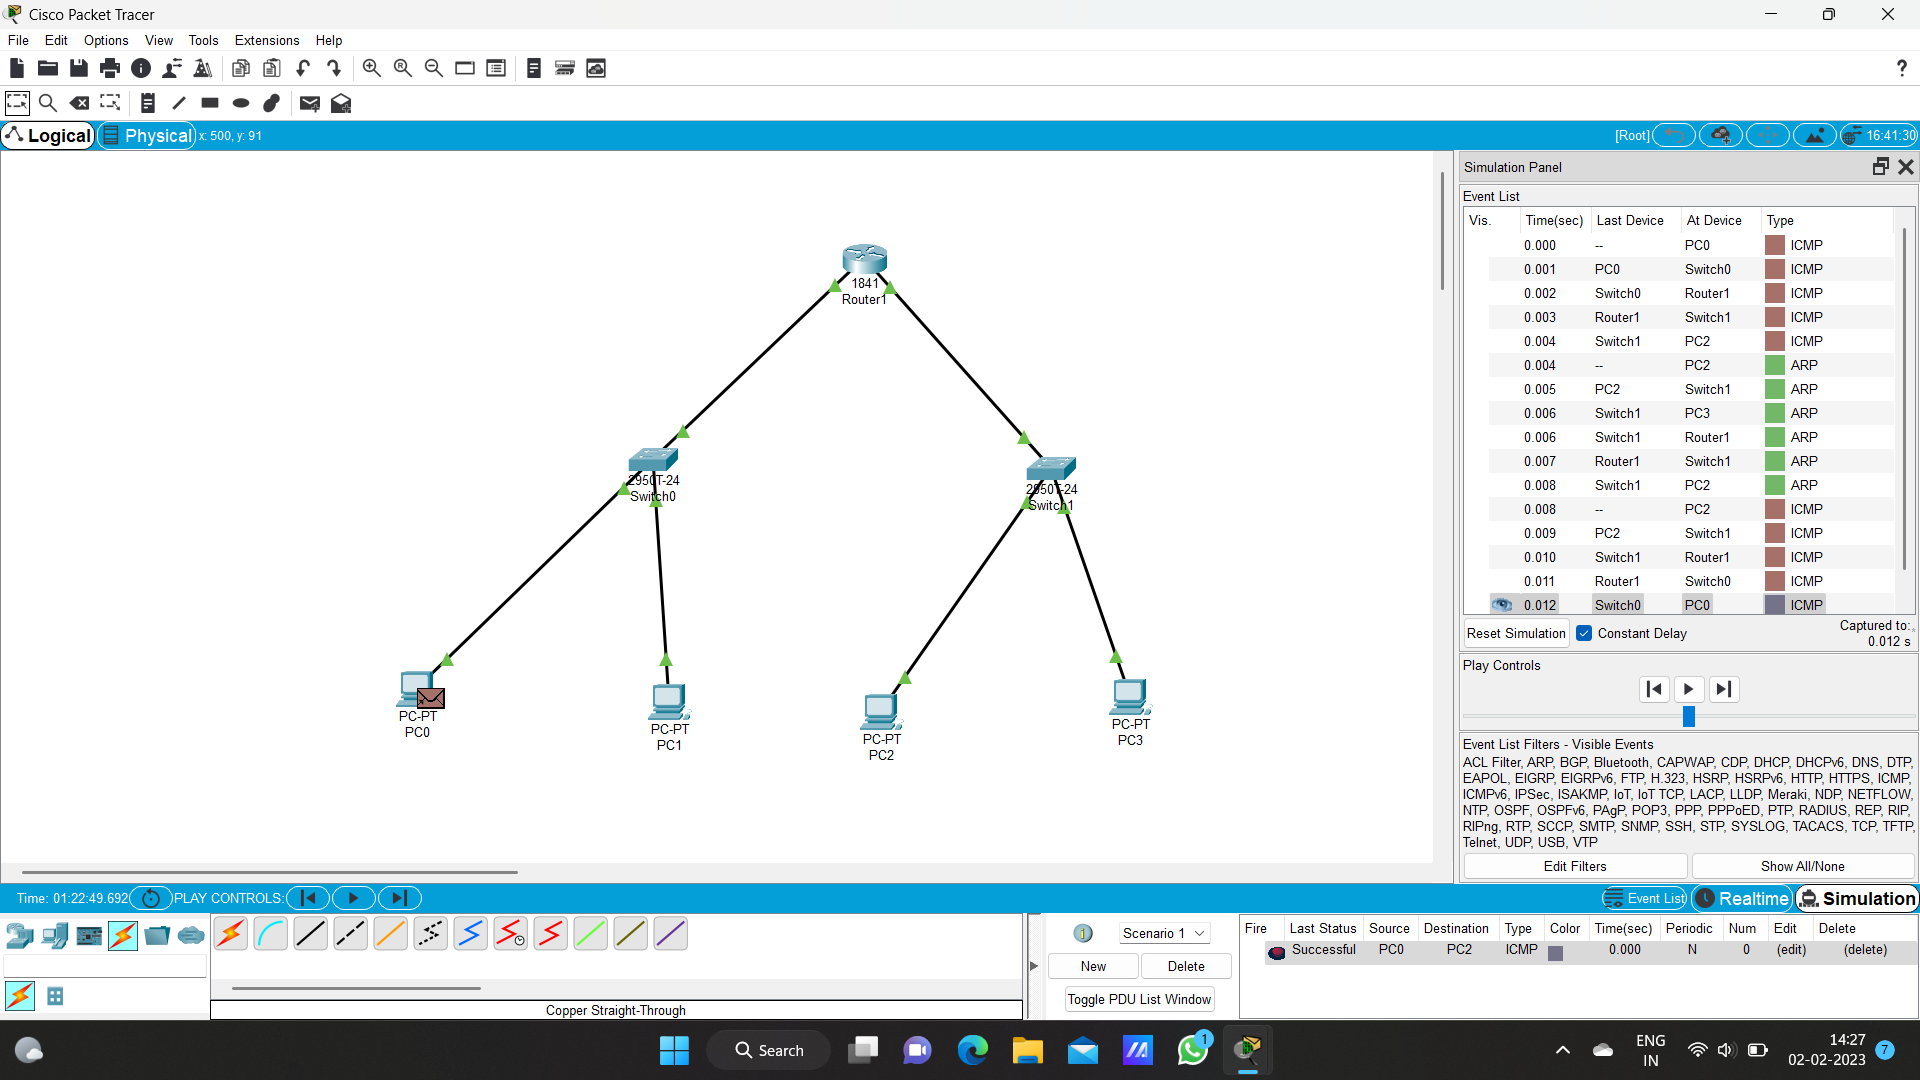 Cisco Packet Tracer
File Edit Options View Tools Extensions Help
?
Logical Physical x: 500, y: 91 [Root] 16:41:30
Simulation Panel
Event List
Vis. Time(sec) Last Device At Device Type
0.000 -- PC0 ICMP
0.001 PC0 Switch0 ICMP
0.002 Switch0 Router1 ICMP
0.003 Router1 Switch1 ICMP
0.004 Switch1 PC2 ICMP
0.004 -- PC2 ARP
0.005 PC2 Switch1 ARP
0.006 Switch1 PC3 ARP
0.006 Switch1 Router1 ARP
0.007 Router1 Switch1 ARP
0.008 Switch1 PC2 ARP
0.008 -- PC2 ICMP
0.009 PC2 Switch1 ICMP
0.010 Switch1 Router1 ICMP
0.011 Router1 Switch0 ICMP
0.012 Switch0 PC0 ICMP
Reset Simulation Constant Delay Captured to:
0.012 s
Play Controls
Event List Filters - Visible Events
ACL Filter, ARP, BGP, Bluetooth, CAPWAP, CDP, DHCP, DHCPv6, DNS, DTP,
EAPOL, EIGRP, EIGRPv6, FTP, H.323, HSRP, HSRPv6, HTTP, HTTPS, ICMP,
ICMPv6, IPSec, ISAKMP, IoT, IoT TCP, LACP, LLDP, Meraki, NDP, NETFLOW,
NTP, OSPF, OSPFv6, PAgP, POP3, PPP, PPPoED, PTP, RADIUS, REP, RIP,
RIPng, RTP, SCCP, SMTP, SNMP, SSH, STP, SYSLOG, TACACS, TCP, TFTP,
Telnet, UDP, USB, VTP
Edit Filters Show All/None
1841
Router1
2950T-24
Switch0
2950T-24
Switch1
PC-PT
PC0
PC-PT
PC1
PC-PT
PC2
PC-PT
PC3
Time: 01:22:49.692 PLAY CONTROLS: Event List Realtime Simulation
Copper Straight-Through
1 Scenario 1
New Delete
Toggle PDU List Window
Fire Last Status Source Destination Type Color Time(sec) Periodic Num Edit Delete
Successful PC0 PC2 ICMP 0.000 N 0 (edit) (delete)
Search
1
ENG
IN
14:27
02-02-2023
7